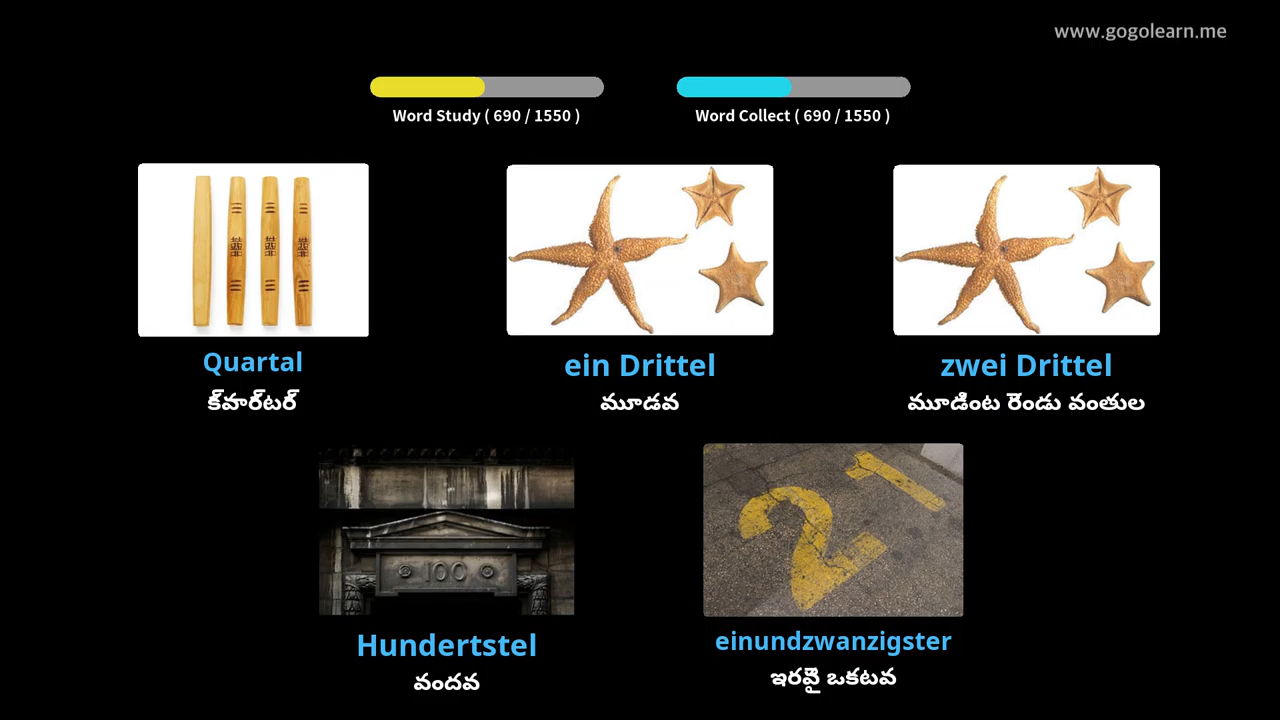 www.gogolearn.me
Word Study ( 690 / 1550 )
Word Collect ( 690 / 1550 )
Quartal
ein Drittel
zwei Drittel
క్వార్టర్
మూడవ
మూడింట రెండు వంతుల
100
21
Hundertstel
einundzwanzigster
వందవ
ఇరవై ఒకటవ